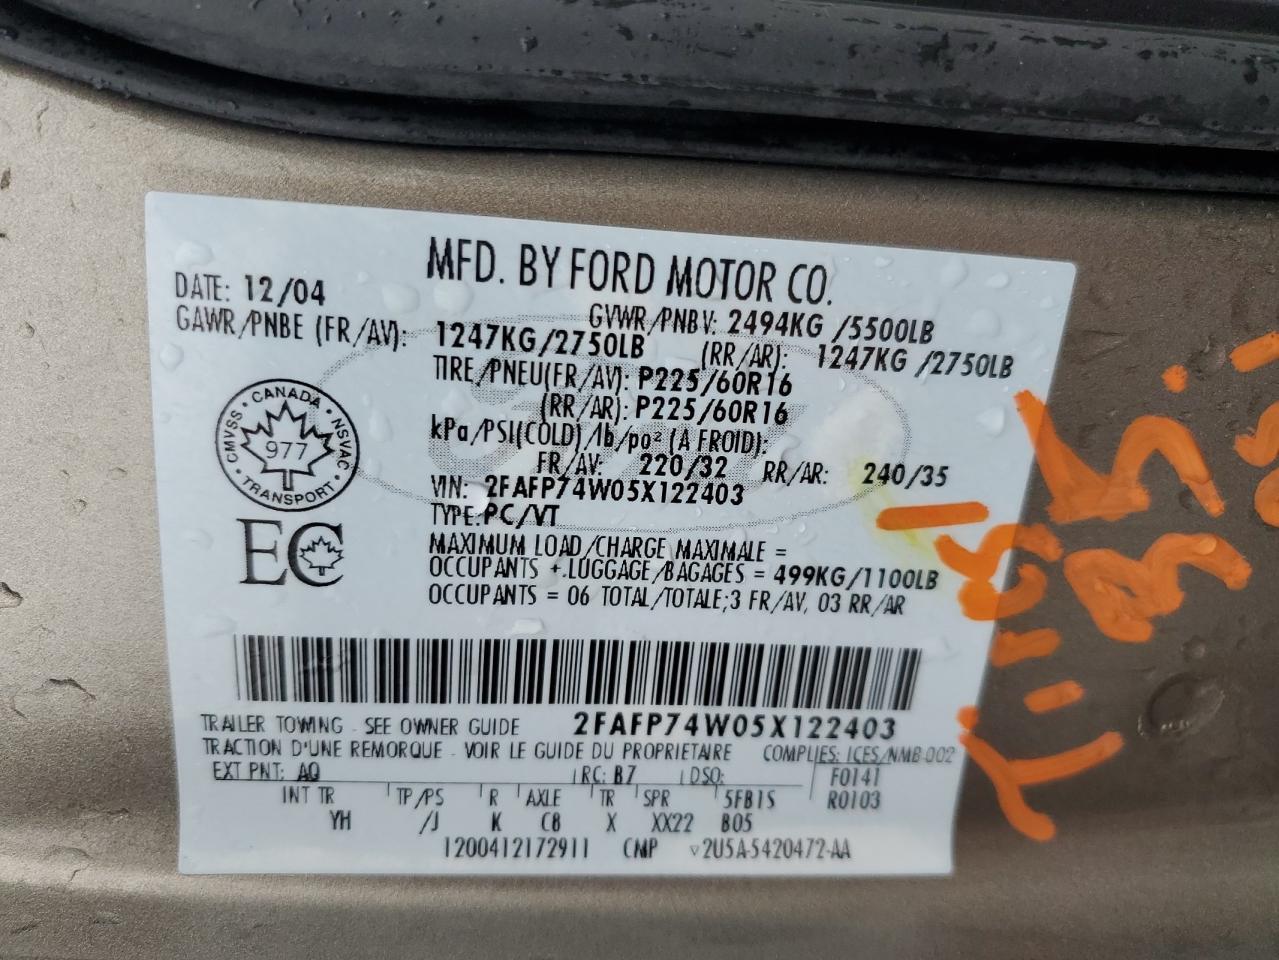 MFD. BY FORD MOTOR CO.
DATE: 12/04
GVWR/PNBV: 2494KG /5500LB
GAWR/PNBE (FR/AV): 1247KG/2750LB (RR/AR): 1247KG /2750LB
TIRE/PNEU(FR/AV): P225/60R16
(RR/AR): P225/60R16
kPa/PSI(COLD)/lb/po² (A FROID):
FR/AV: 220/32 RR/AR: 240/35
VIN: 2FAFP74W05X122403
TYPE: PC/VT
MAXIMUM LOAD/CHARGE MAXIMALE =
OCCUPANTS + LUGGAGE/BAGAGES = 499KG/1100LB
OCCUPANTS = 06 TOTAL/TOTALE;3 FR/AV, 03 RR/AR
CANADA
CMVSS NSVAC
977
TRANSPORT
EC
TRAILER TOWING - SEE OWNER GUIDE 2FAFP74W05X122403
TRACTION D'UNE REMORQUE - VOIR LE GUIDE DU PROPRIETAIRE COMPLIES: ICES/NMB-002
EXT PNT: AQ RC: B7 DSO: F0141
INT TR TP/PS R AXLE TR SPR 5FB1S R0103
YH /J K C8 X XX22 B05
1200412172911 CMP 2U5A-5420472-AA